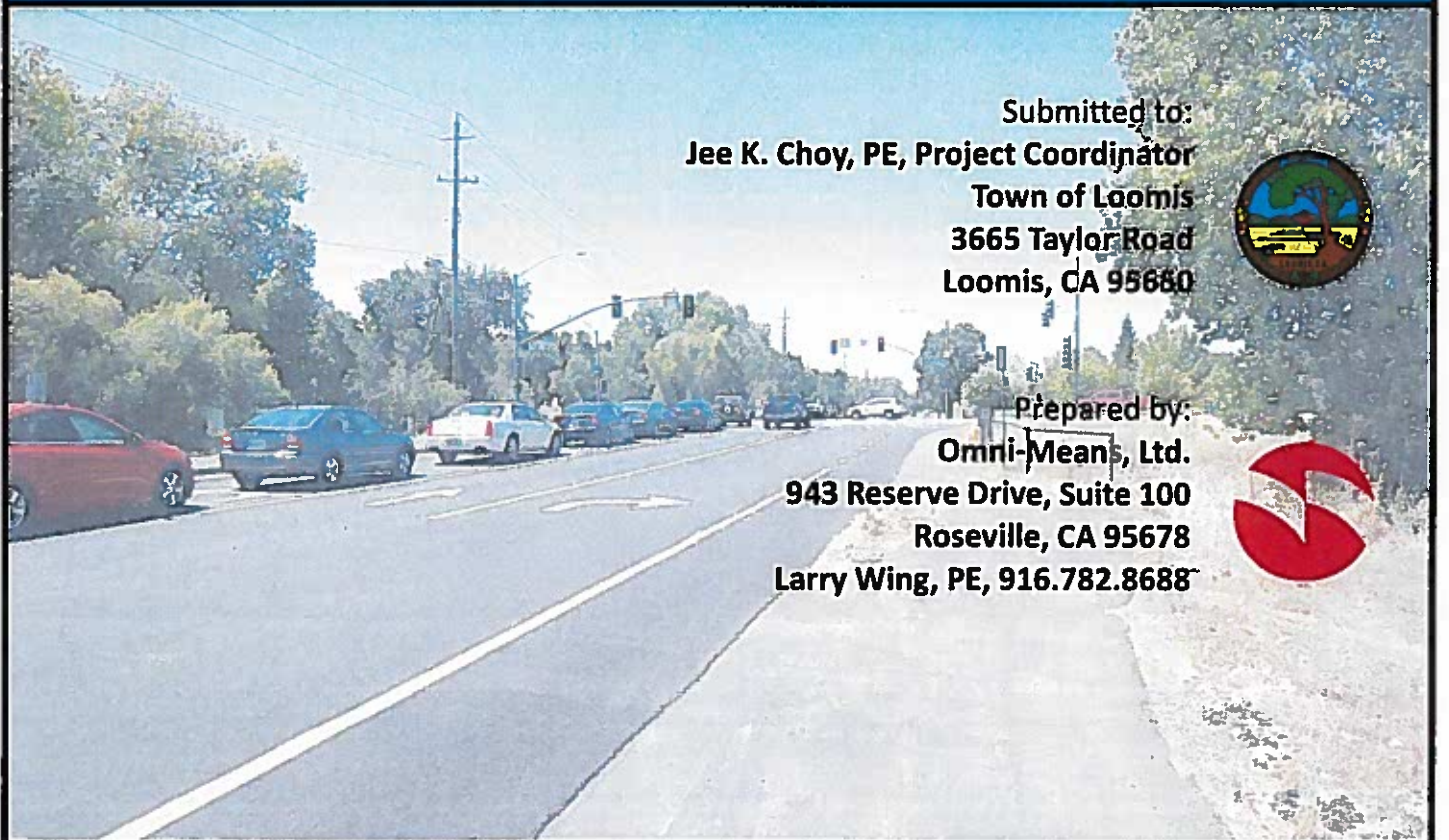 Submitted to:
Jee K. Choy, PE, Project Coordinator
Town of Loomis
3665 Taylor Road
Loomis, CA 95650
Prepared by:
Omni-Means, Ltd.
943 Reserve Drive, Suite 100
Roseville, CA 95678
Larry Wing, PE, 916.782.8688